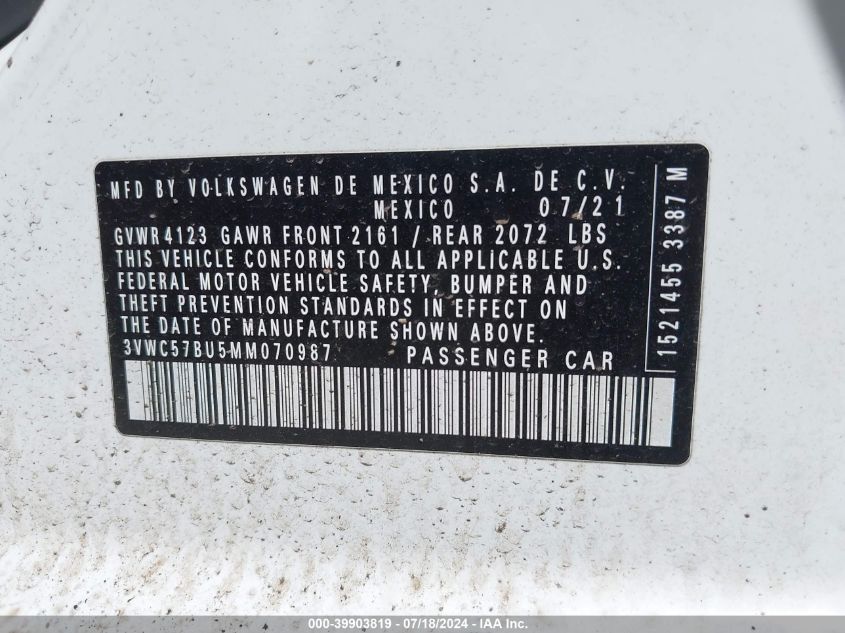 MFD BY VOLKSWAGEN DE MEXICO S.A. DE C.V.
MEXICO 07/21
GVWR 4123 GAWR FRONT 2161 / REAR 2072 LBS
THIS VEHICLE CONFORMS TO ALL APPLICABLE U.S.
FEDERAL MOTOR VEHICLE SAFETY, BUMPER AND
THEFT PREVENTION STANDARDS IN EFFECT ON
THE DATE OF MANUFACTURE SHOWN ABOVE.
3VWC57BU5MM070987 PASSENGER CAR
1521455 3387 M
000-39903819 - 07/18/2024 - IAA Inc.